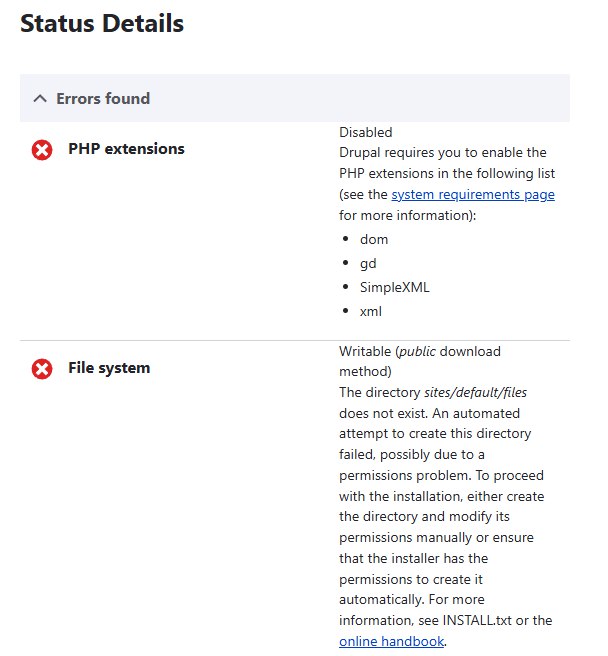 Status Details
Errors found
PHP extensions
Disabled
Drupal requires you to enable the
PHP extensions in the following list
(see the system requirements page
for more information):
• dom
• gd
• SimpleXML
• xml
File system
Writable (public download
method)
The directory sites/default/files
does not exist. An automated
attempt to create this directory
failed, possibly due to a
permissions problem. To proceed
with the installation, either create
the directory and modify its
permissions manually or ensure
that the installer has the
permissions to create it
automatically. For more
information, see INSTALL.txt or the
online handbook.